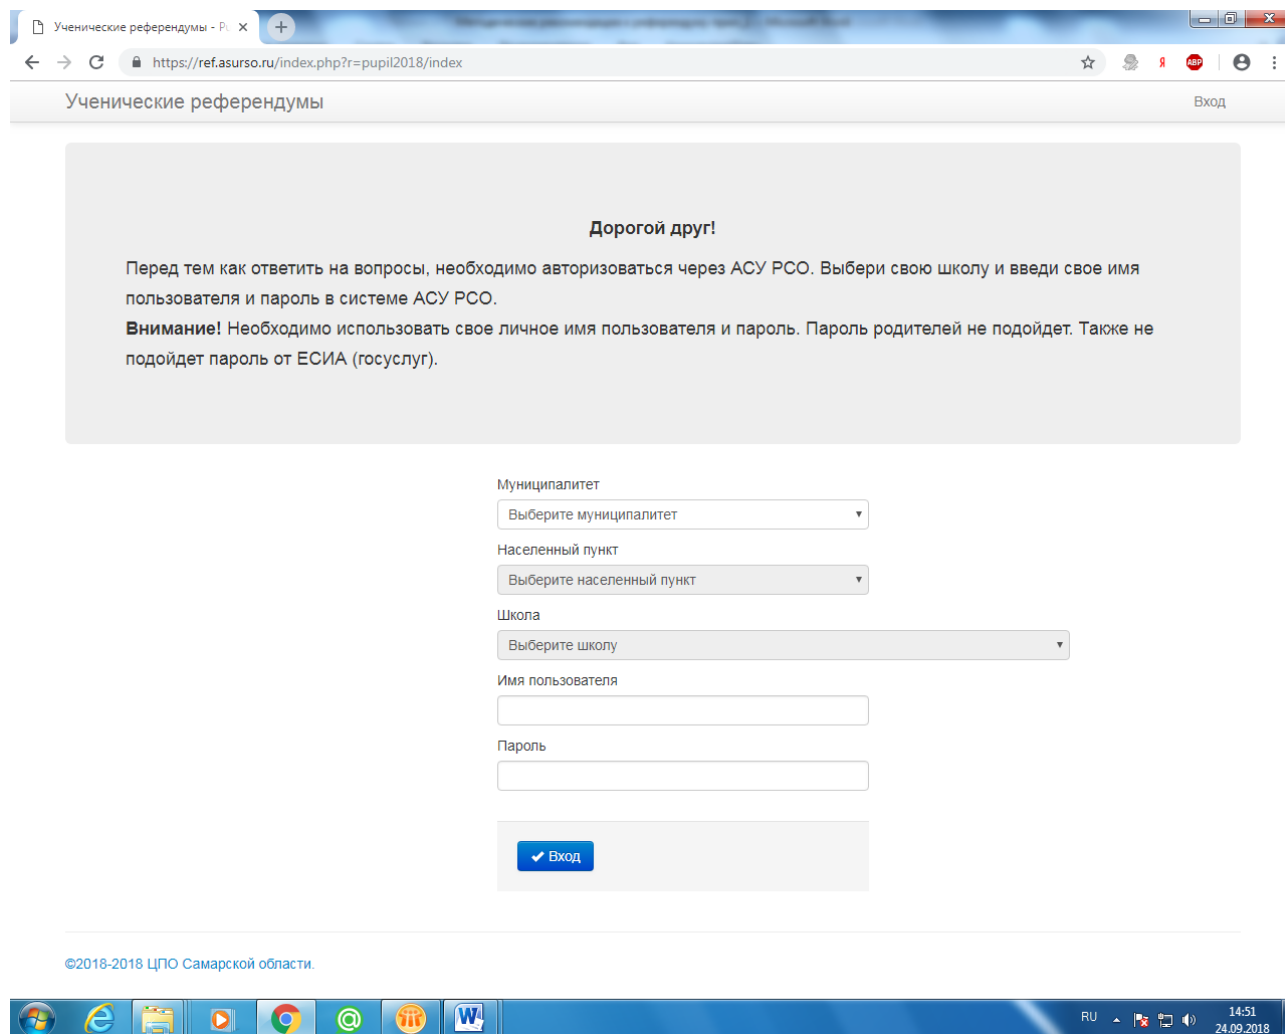 Ученические референдумы - Ρι
https://ref.asurso.ru/index.php?r=pupil2018/index
Я
ABP
Ученические референдумы
Вход
Дорогой друг!
Перед тем как ответить на вопросы, необходимо авторизоваться через АСУ РСО. Выбери свою школу и введи свое имя
пользователя и пароль в системе АСУ РСО.
Внимание! Необходимо использовать свое личное имя пользователя и пароль. Пароль родителей не подойдет. Также не
подойдет пароль от ЕСИА (госуслуг).
Муниципалитет
Выберите муниципалитет
Населенный пункт
Выберите населенный пункт
Школа
Выберите школу
Имя пользователя
Пароль
Вход
©2018-2018 ЦПО Самарской области.
RU
14:51
24.09.2018